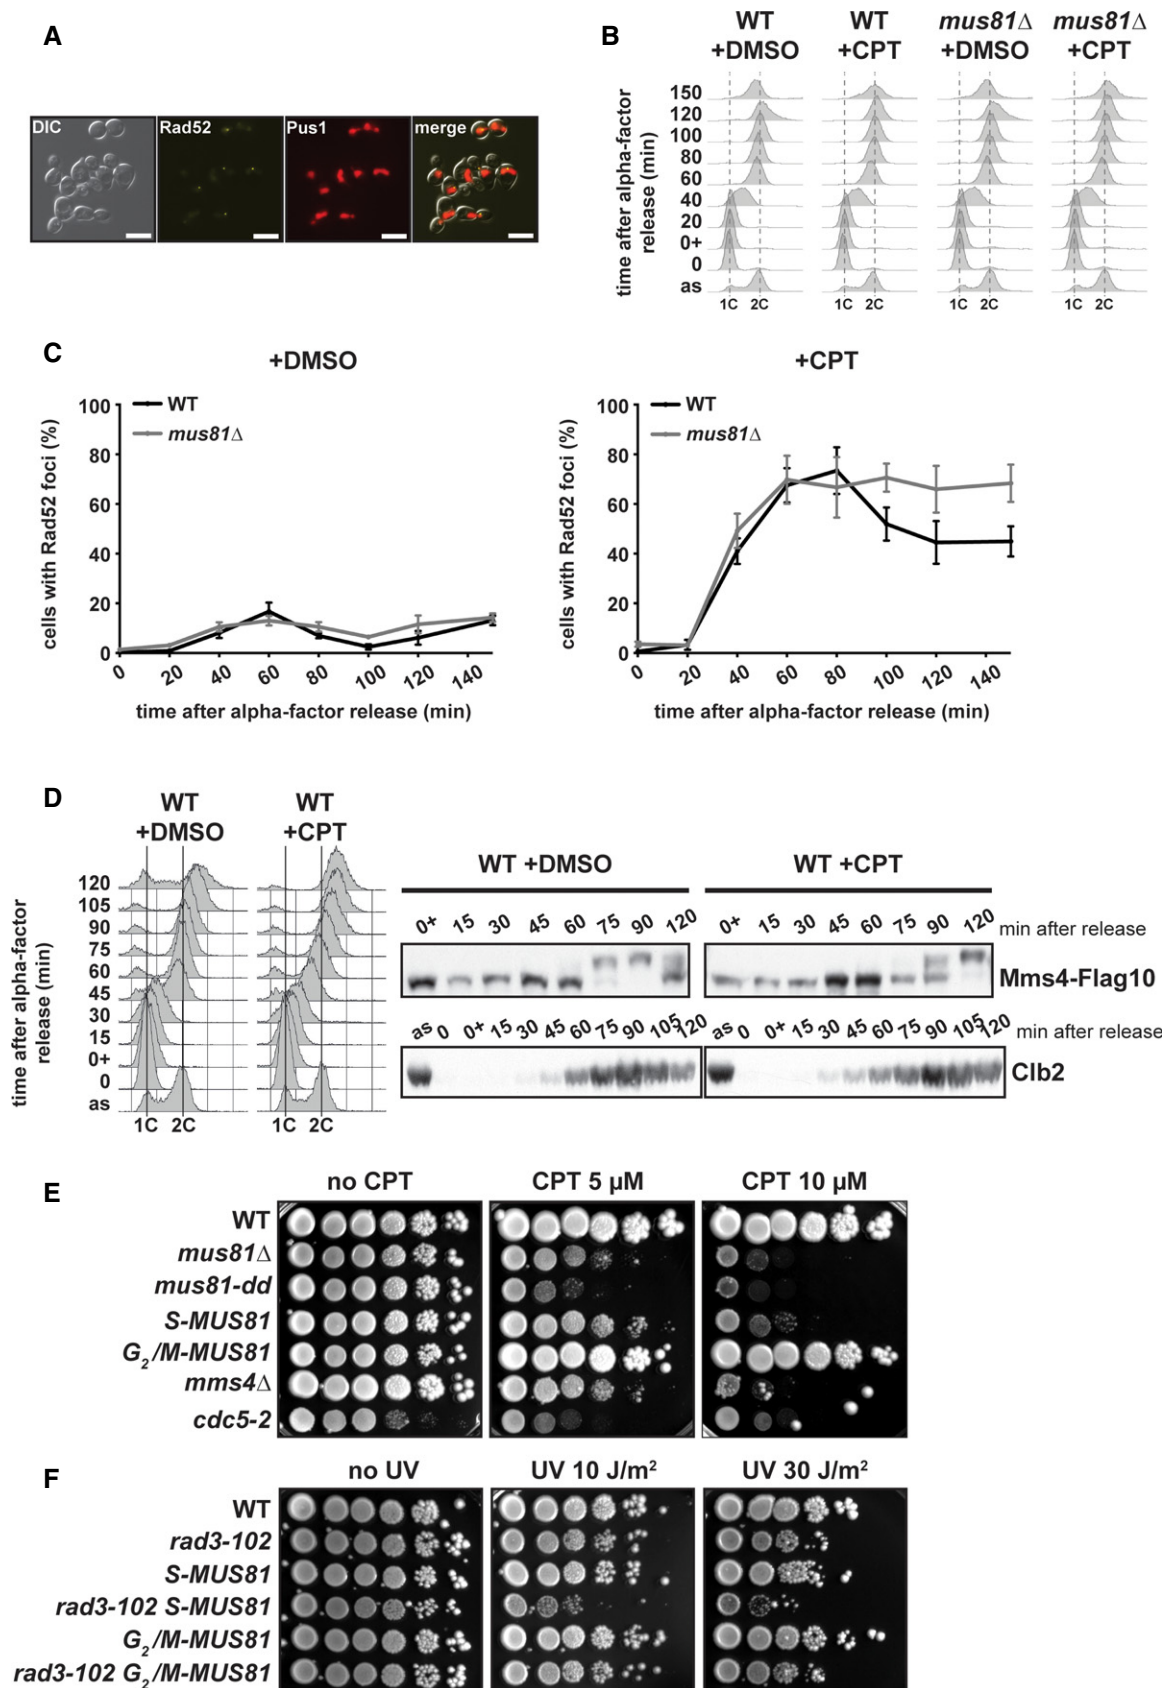 A
DIC
Rad52
Pus1
merge
B
WT
+DMSO
WT
+CPT
mus81Δ
+DMSO
mus81Δ
+CPT
time after alpha-factor
release (min)
150
120
100
80
60
40
20
0+
0
as
1C 2C
1C 2C
1C 2C
1C 2C
C
+DMSO
cells with Rad52 foci (%)
WT
mus81Δ
100
80
60
40
20
0
0 20 40 60 80 100 120 140
time after alpha-factor release (min)
+CPT
cells with Rad52 foci (%)
WT
mus81Δ
100
80
60
40
20
0
0 20 40 60 80 100 120 140
time after alpha-factor release (min)
D
WT
+DMSO
WT
+CPT
time after alpha-factor
release (min)
120
105
90
75
60
45
30
15
0+
0
as
1C 2C
1C 2C
WT +DMSO
WT +CPT
0+ 15 30 45 60 75 90 120
0+ 15 30 45 60 75 90 120
min after release
Mms4-Flag10
as 0 0+ 15 30 45 60 75 90 105 120
as 0 0+ 15 30 45 60 75 90 105 120
min after release
Clb2
E
no CPT
CPT 5 µM
CPT 10 µM
WT
mus81Δ
mus81-dd
S-MUS81
G2/M-MUS81
mms4Δ
cdc5-2
F
no UV
UV 10 J/m²
UV 30 J/m²
WT
rad3-102
S-MUS81
rad3-102 S-MUS81
G2/M-MUS81
rad3-102 G2/M-MUS81